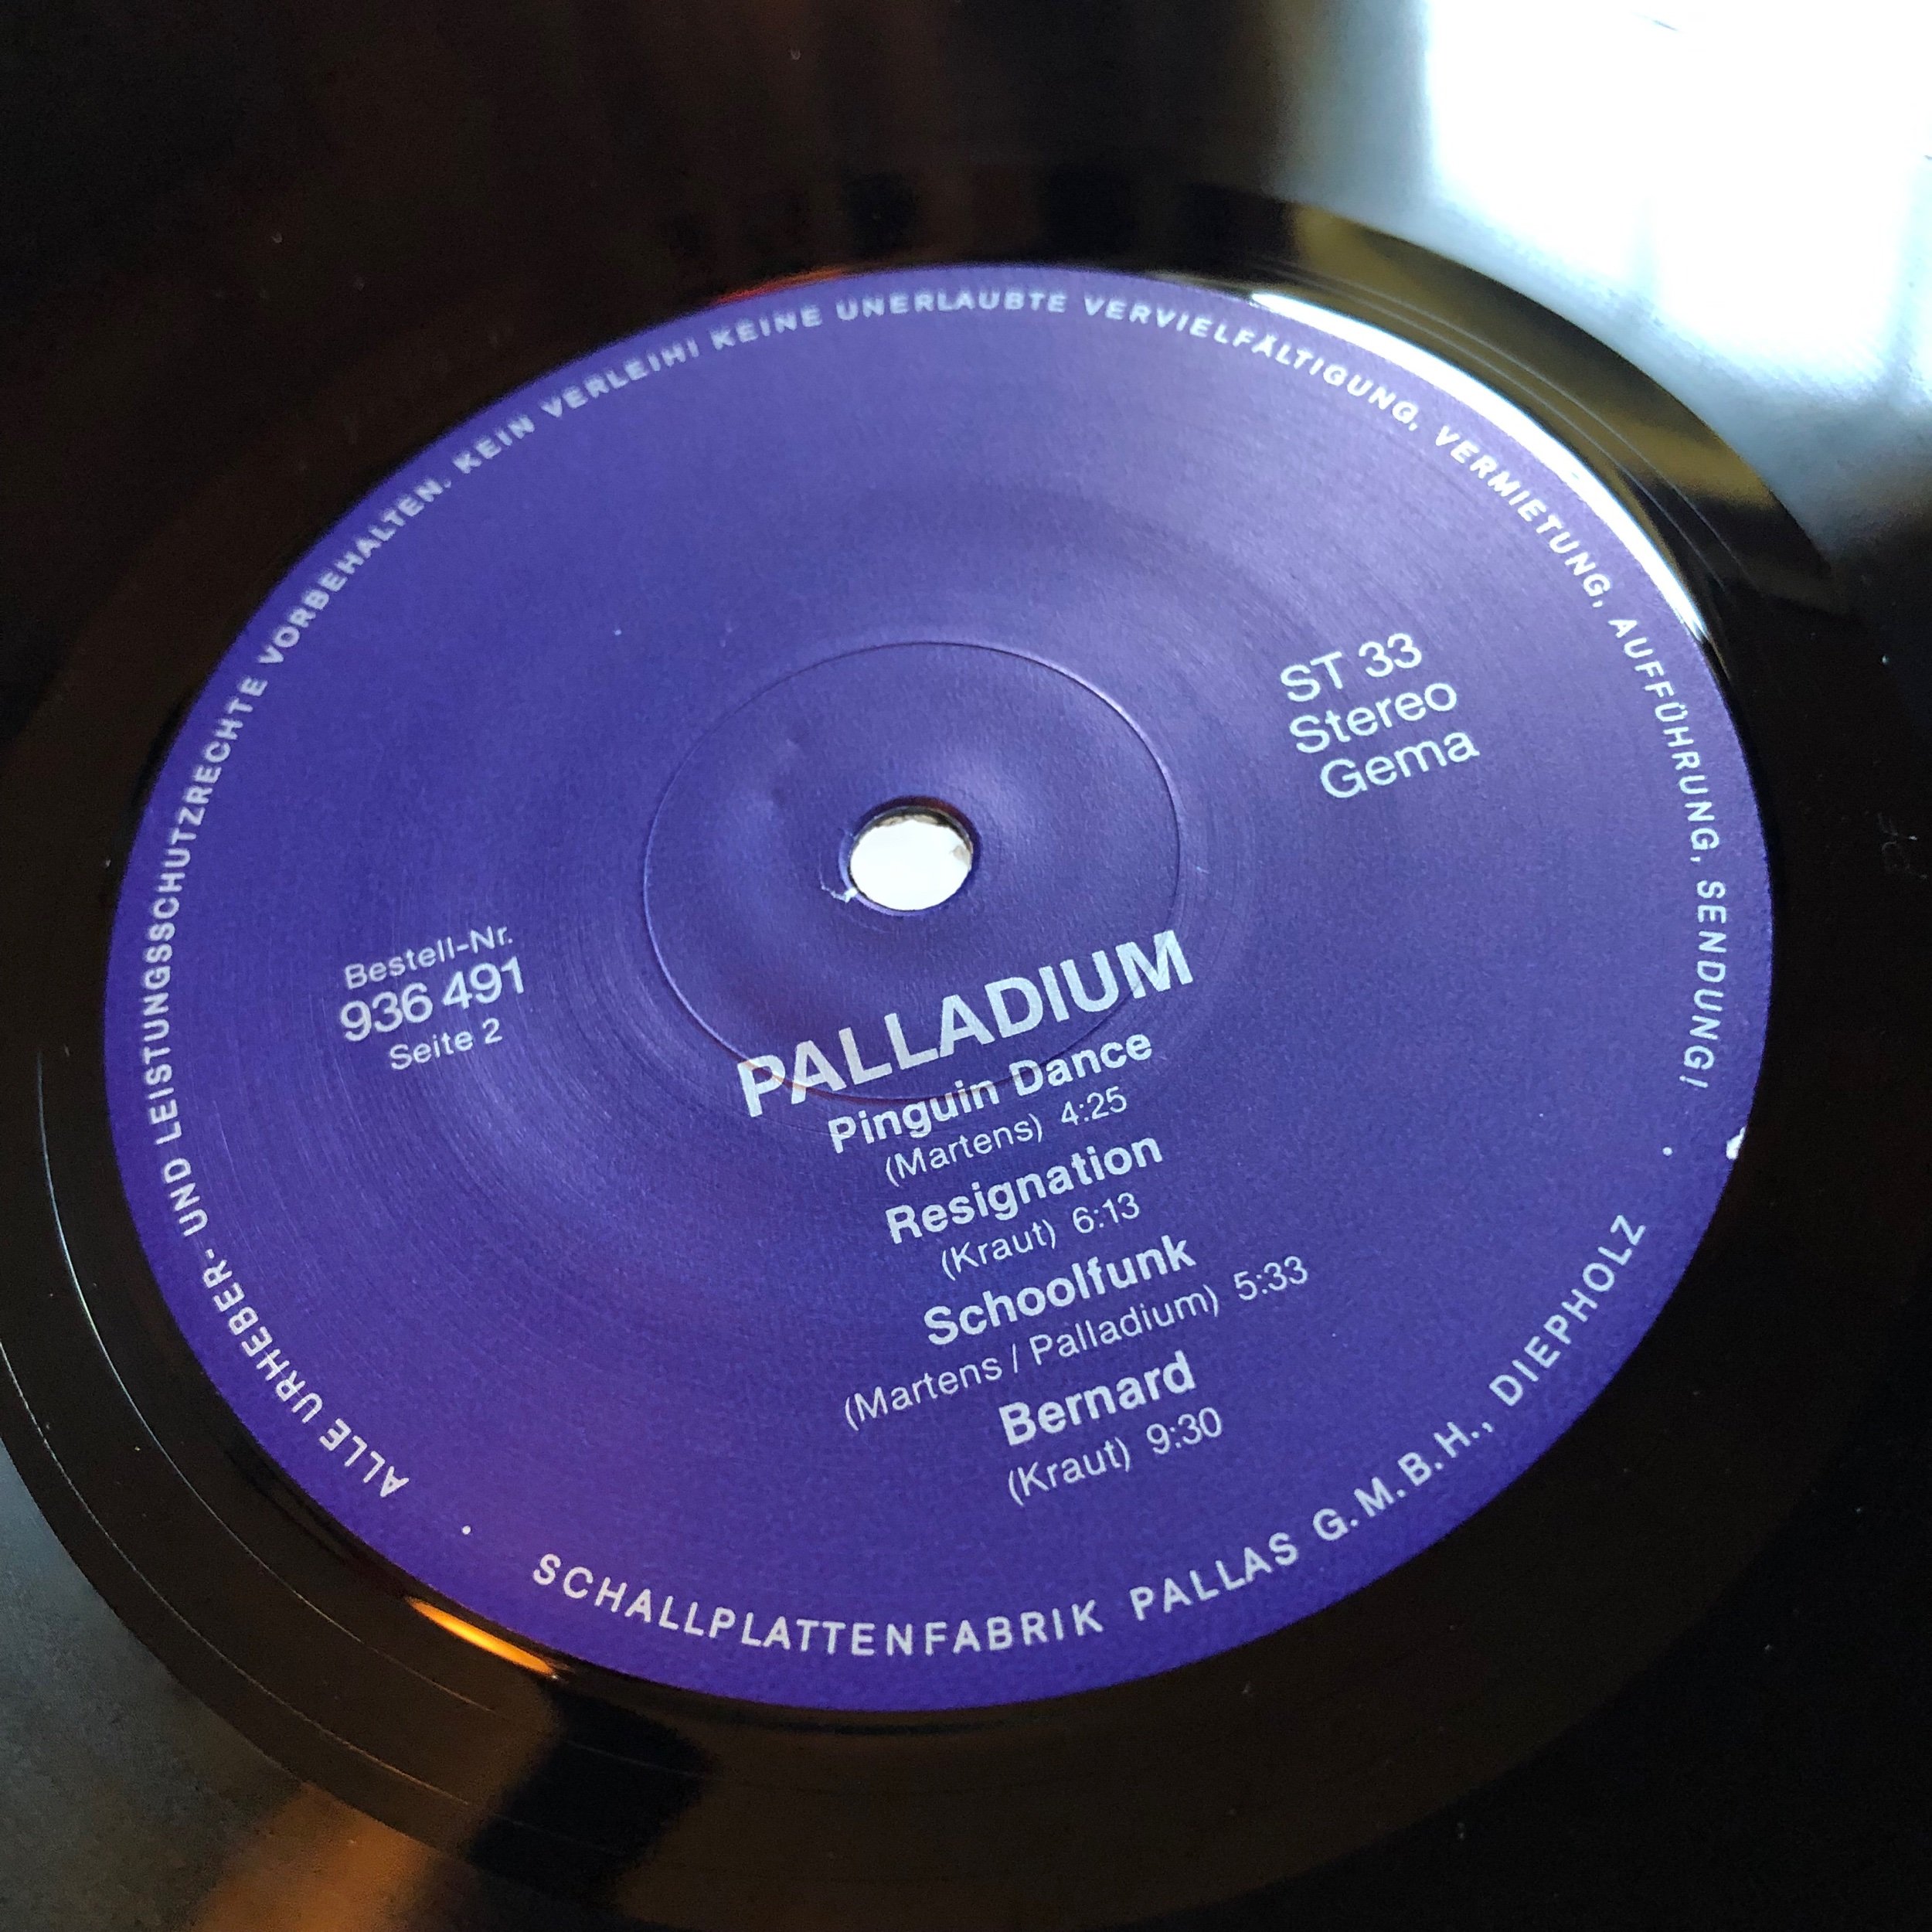 ALLE URHEBER- UND LEISTUNGSSCHUTZRECHTE VORBEHALTEN. KEIN VERLEIH! KEINE UNERLAUBTE VERVIELFÄLTIGUNG, VERMIETUNG, AUFFÜHRUNG, SENDUNG!
ST 33
Stereo
Gema
Bestell-Nr.
936 491
Seite 2
PALLADIUM
Pinguin Dance
(Martens) 4:25
Resignation
(Kraut) 6:13
Schoolfunk
(Martens / Palladium) 5:33
Bernard
(Kraut) 9:30
SCHALLPLATTENFABRIK PALLAS G.M.B.H., DIEPHOLZ